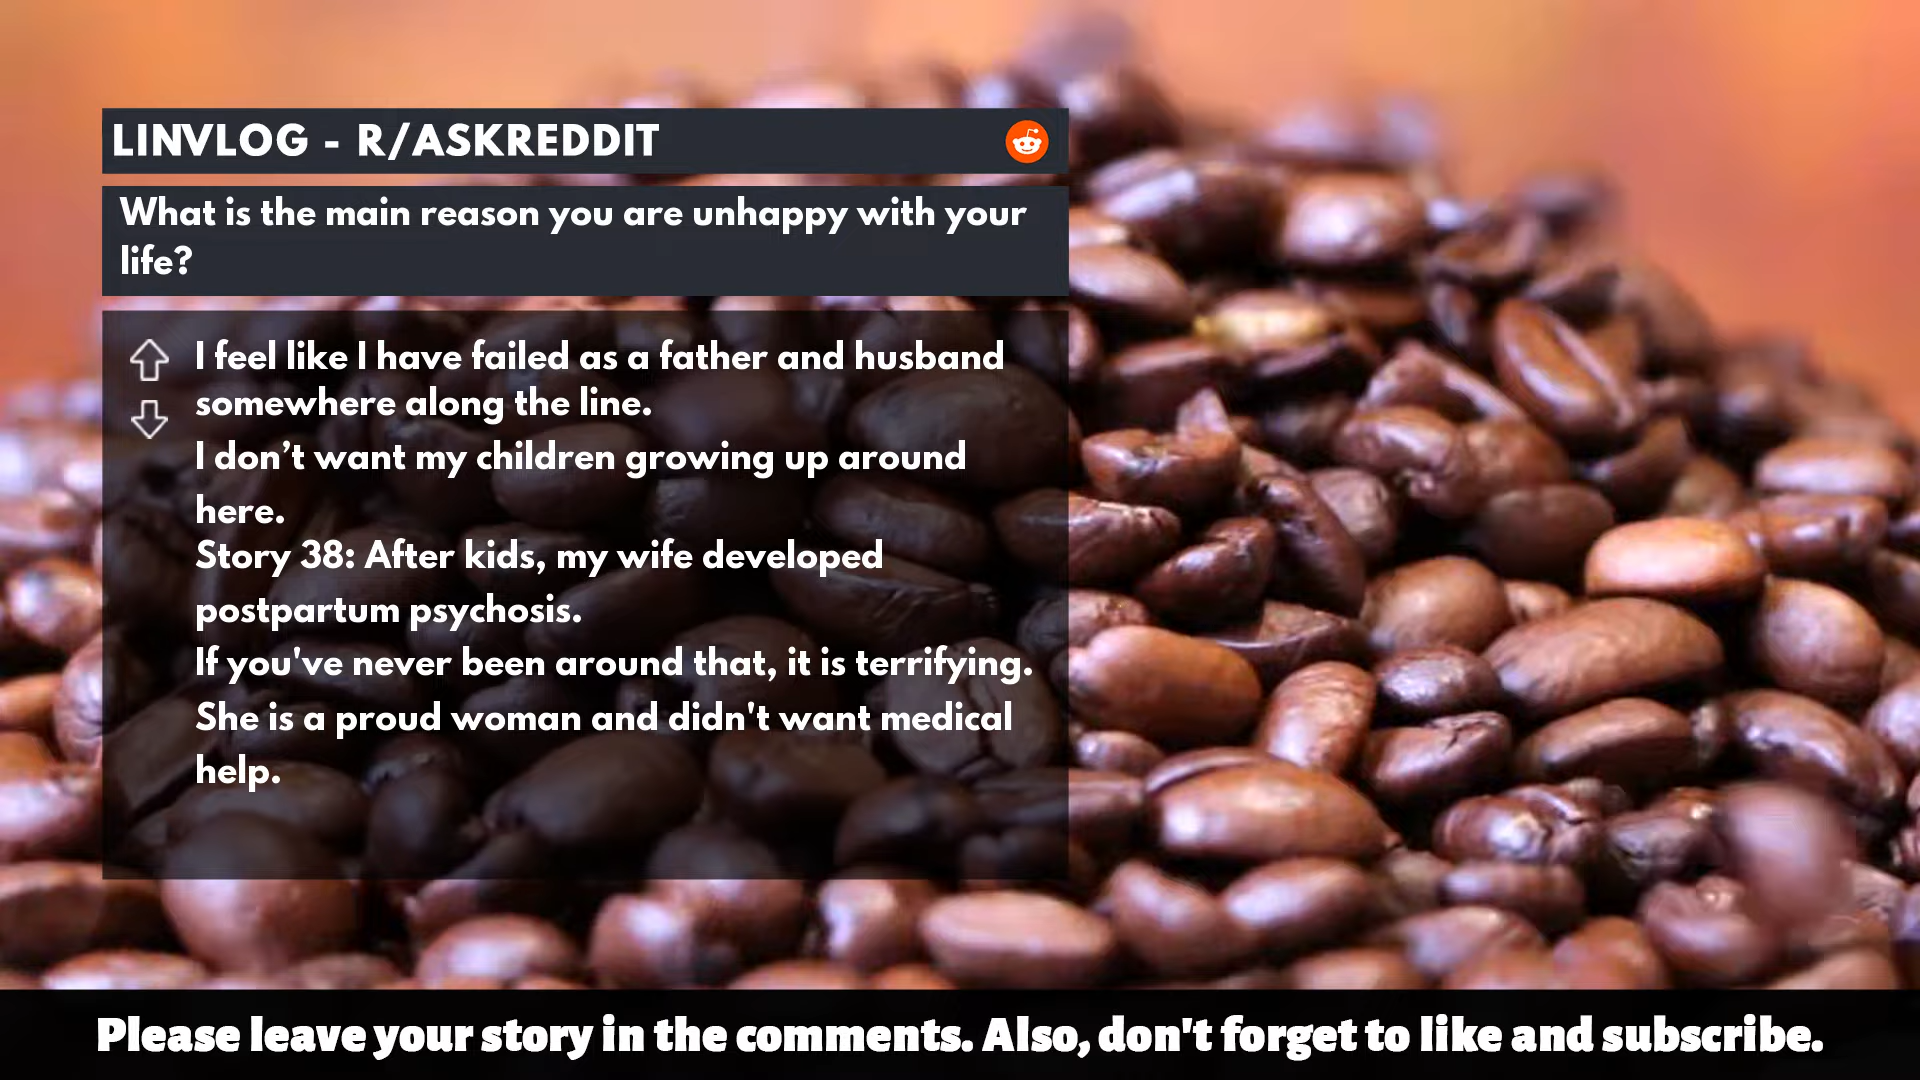 LINVLOG - R/ASKREDDIT
What is the main reason you are unhappy with your
life?
I feel like I have failed as a father and husband
somewhere along the line.
I don’t want my children growing up around
here.
Story 38: After kids, my wife developed
postpartum psychosis.
If you've never been around that, it is terrifying.
She is a proud woman and didn't want medical
help.
Please leave your story in the comments. Also, don't forget to like and subscribe.